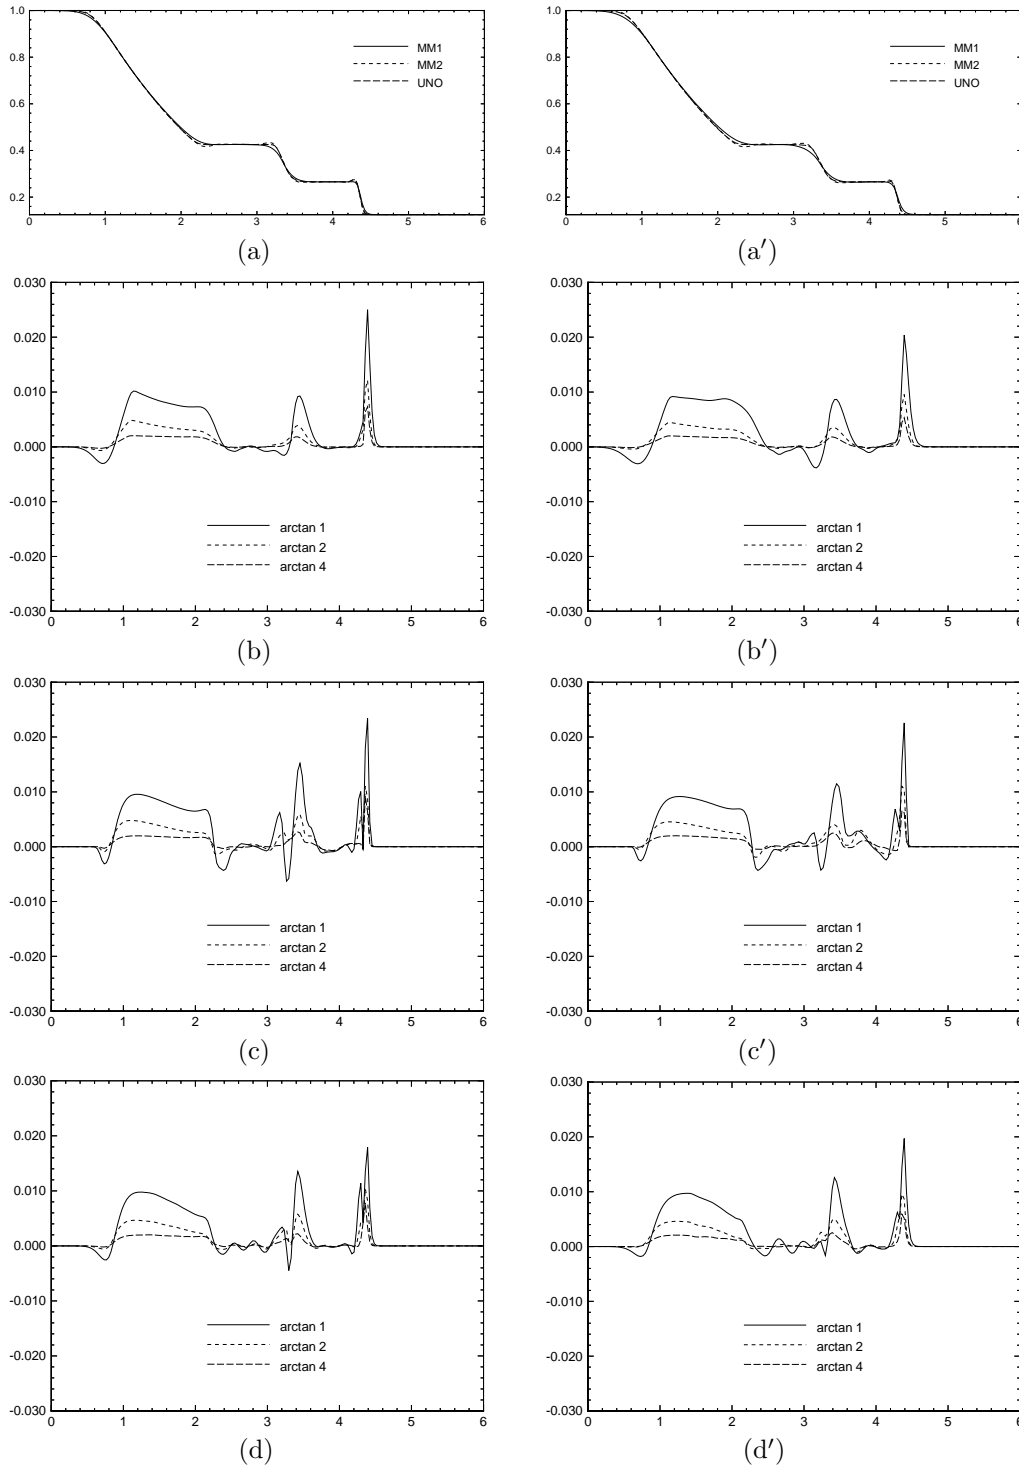 1.0
0.8
0.6
0.4
0.2
0 1 2 3 4 5 6
MM1
MM2
UNO
(a)
1.0
0.8
0.6
0.4
0.2
0 1 2 3 4 5 6
MM1
MM2
UNO
(a′)
0.030
0.020
0.010
0.000
-0.010
-0.020
-0.030
0 1 2 3 4 5 6
arctan 1
arctan 2
arctan 4
(b)
0.030
0.020
0.010
0.000
-0.010
-0.020
-0.030
0 1 2 3 4 5 6
arctan 1
arctan 2
arctan 4
(b′)
0.030
0.020
0.010
0.000
-0.010
-0.020
-0.030
0 1 2 3 4 5 6
arctan 1
arctan 2
arctan 4
(c)
0.030
0.020
0.010
0.000
-0.010
-0.020
-0.030
0 1 2 3 4 5 6
arctan 1
arctan 2
arctan 4
(c′)
0.030
0.020
0.010
0.000
-0.010
-0.020
-0.030
0 1 2 3 4 5 6
arctan 1
arctan 2
arctan 4
(d)
0.030
0.020
0.010
0.000
-0.010
-0.020
-0.030
0 1 2 3 4 5 6
arctan 1
arctan 2
arctan 4
(d′)